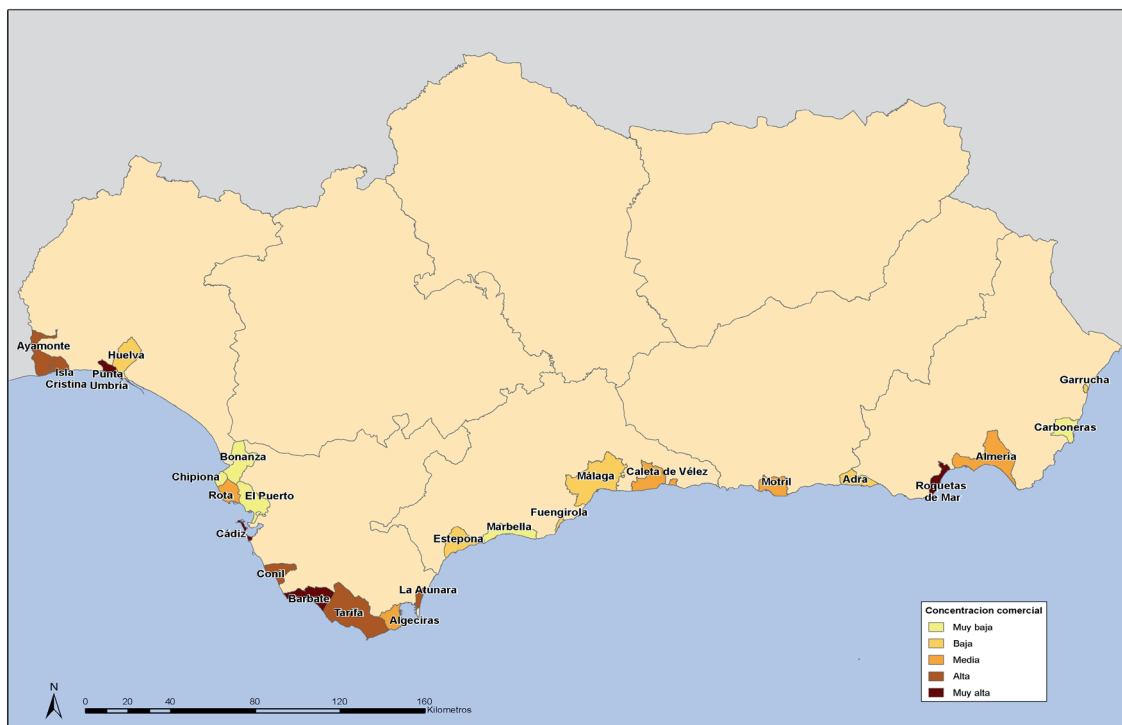 Ayamonte
Isla
Cristina
Punta
Umbria
Huelva
Garrucha
Carboneras
Bonanza
Chipiona
Rota
El Puerto
Cádiz
Málaga
Caleta de Vélez
Motril
Adra
Almeria
Roquetas
de Mar
Fuengirola
Marbella
Estepona
Conil
Barbate
Tarifa
La Atunara
Algeciras
Concentracion comercial
Muy baja
Baja
Media
Alta
Muy alta
N
0 20 40 80 120 160
Kilometros